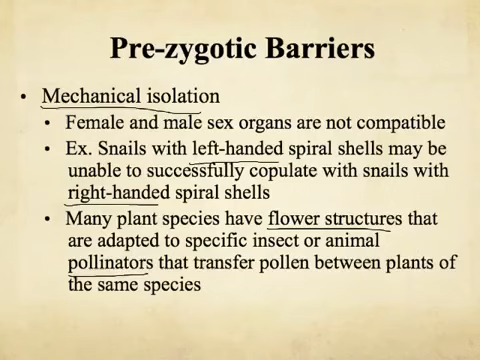 Pre-zygotic Barriers
• Mechanical isolation
• Female and male sex organs are not compatible
• Ex. Snails with left-handed spiral shells may be
unable to successfully copulate with snails with
right-handed spiral shells
• Many plant species have flower structures that
are adapted to specific insect or animal
pollinators that transfer pollen between plants of
the same species